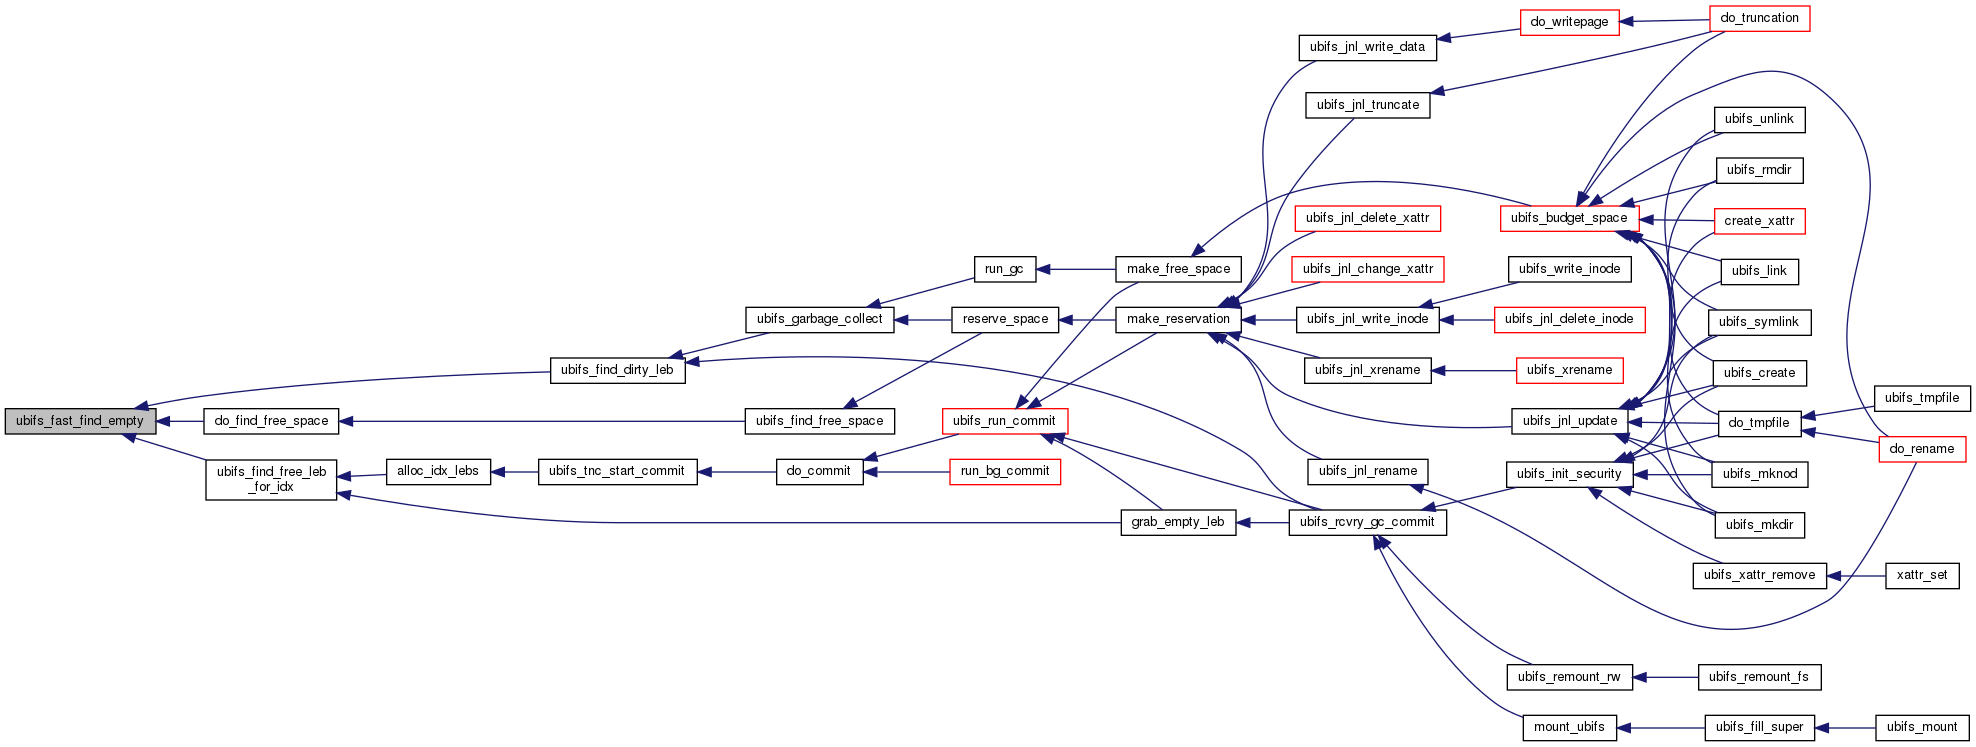 ubifs_fast_find_empty
ubifs_find_dirty_leb
do_find_free_space
ubifs_find_free_leb
_for_idx
alloc_idx_lebs
ubifs_tnc_start_commit
ubifs_garbage_collect
ubifs_find_free_space
do_commit
run_gc
reserve_space
ubifs_run_commit
run_bg_commit
make_free_space
make_reservation
grab_empty_leb
ubifs_jnl_write_data
ubifs_jnl_truncate
ubifs_jnl_delete_xattr
ubifs_jnl_change_xattr
ubifs_jnl_write_inode
ubifs_jnl_xrename
ubifs_jnl_rename
ubifs_rcvry_gc_commit
do_writepage
ubifs_budget_space
ubifs_write_inode
ubifs_jnl_delete_inode
ubifs_xrename
ubifs_jnl_update
ubifs_init_security
ubifs_remount_rw
mount_ubifs
do_truncation
ubifs_unlink
ubifs_rmdir
create_xattr
ubifs_link
ubifs_symlink
ubifs_create
do_tmpfile
ubifs_mknod
ubifs_mkdir
ubifs_xattr_remove
ubifs_remount_fs
ubifs_fill_super
ubifs_tmpfile
do_rename
xattr_set
ubifs_mount